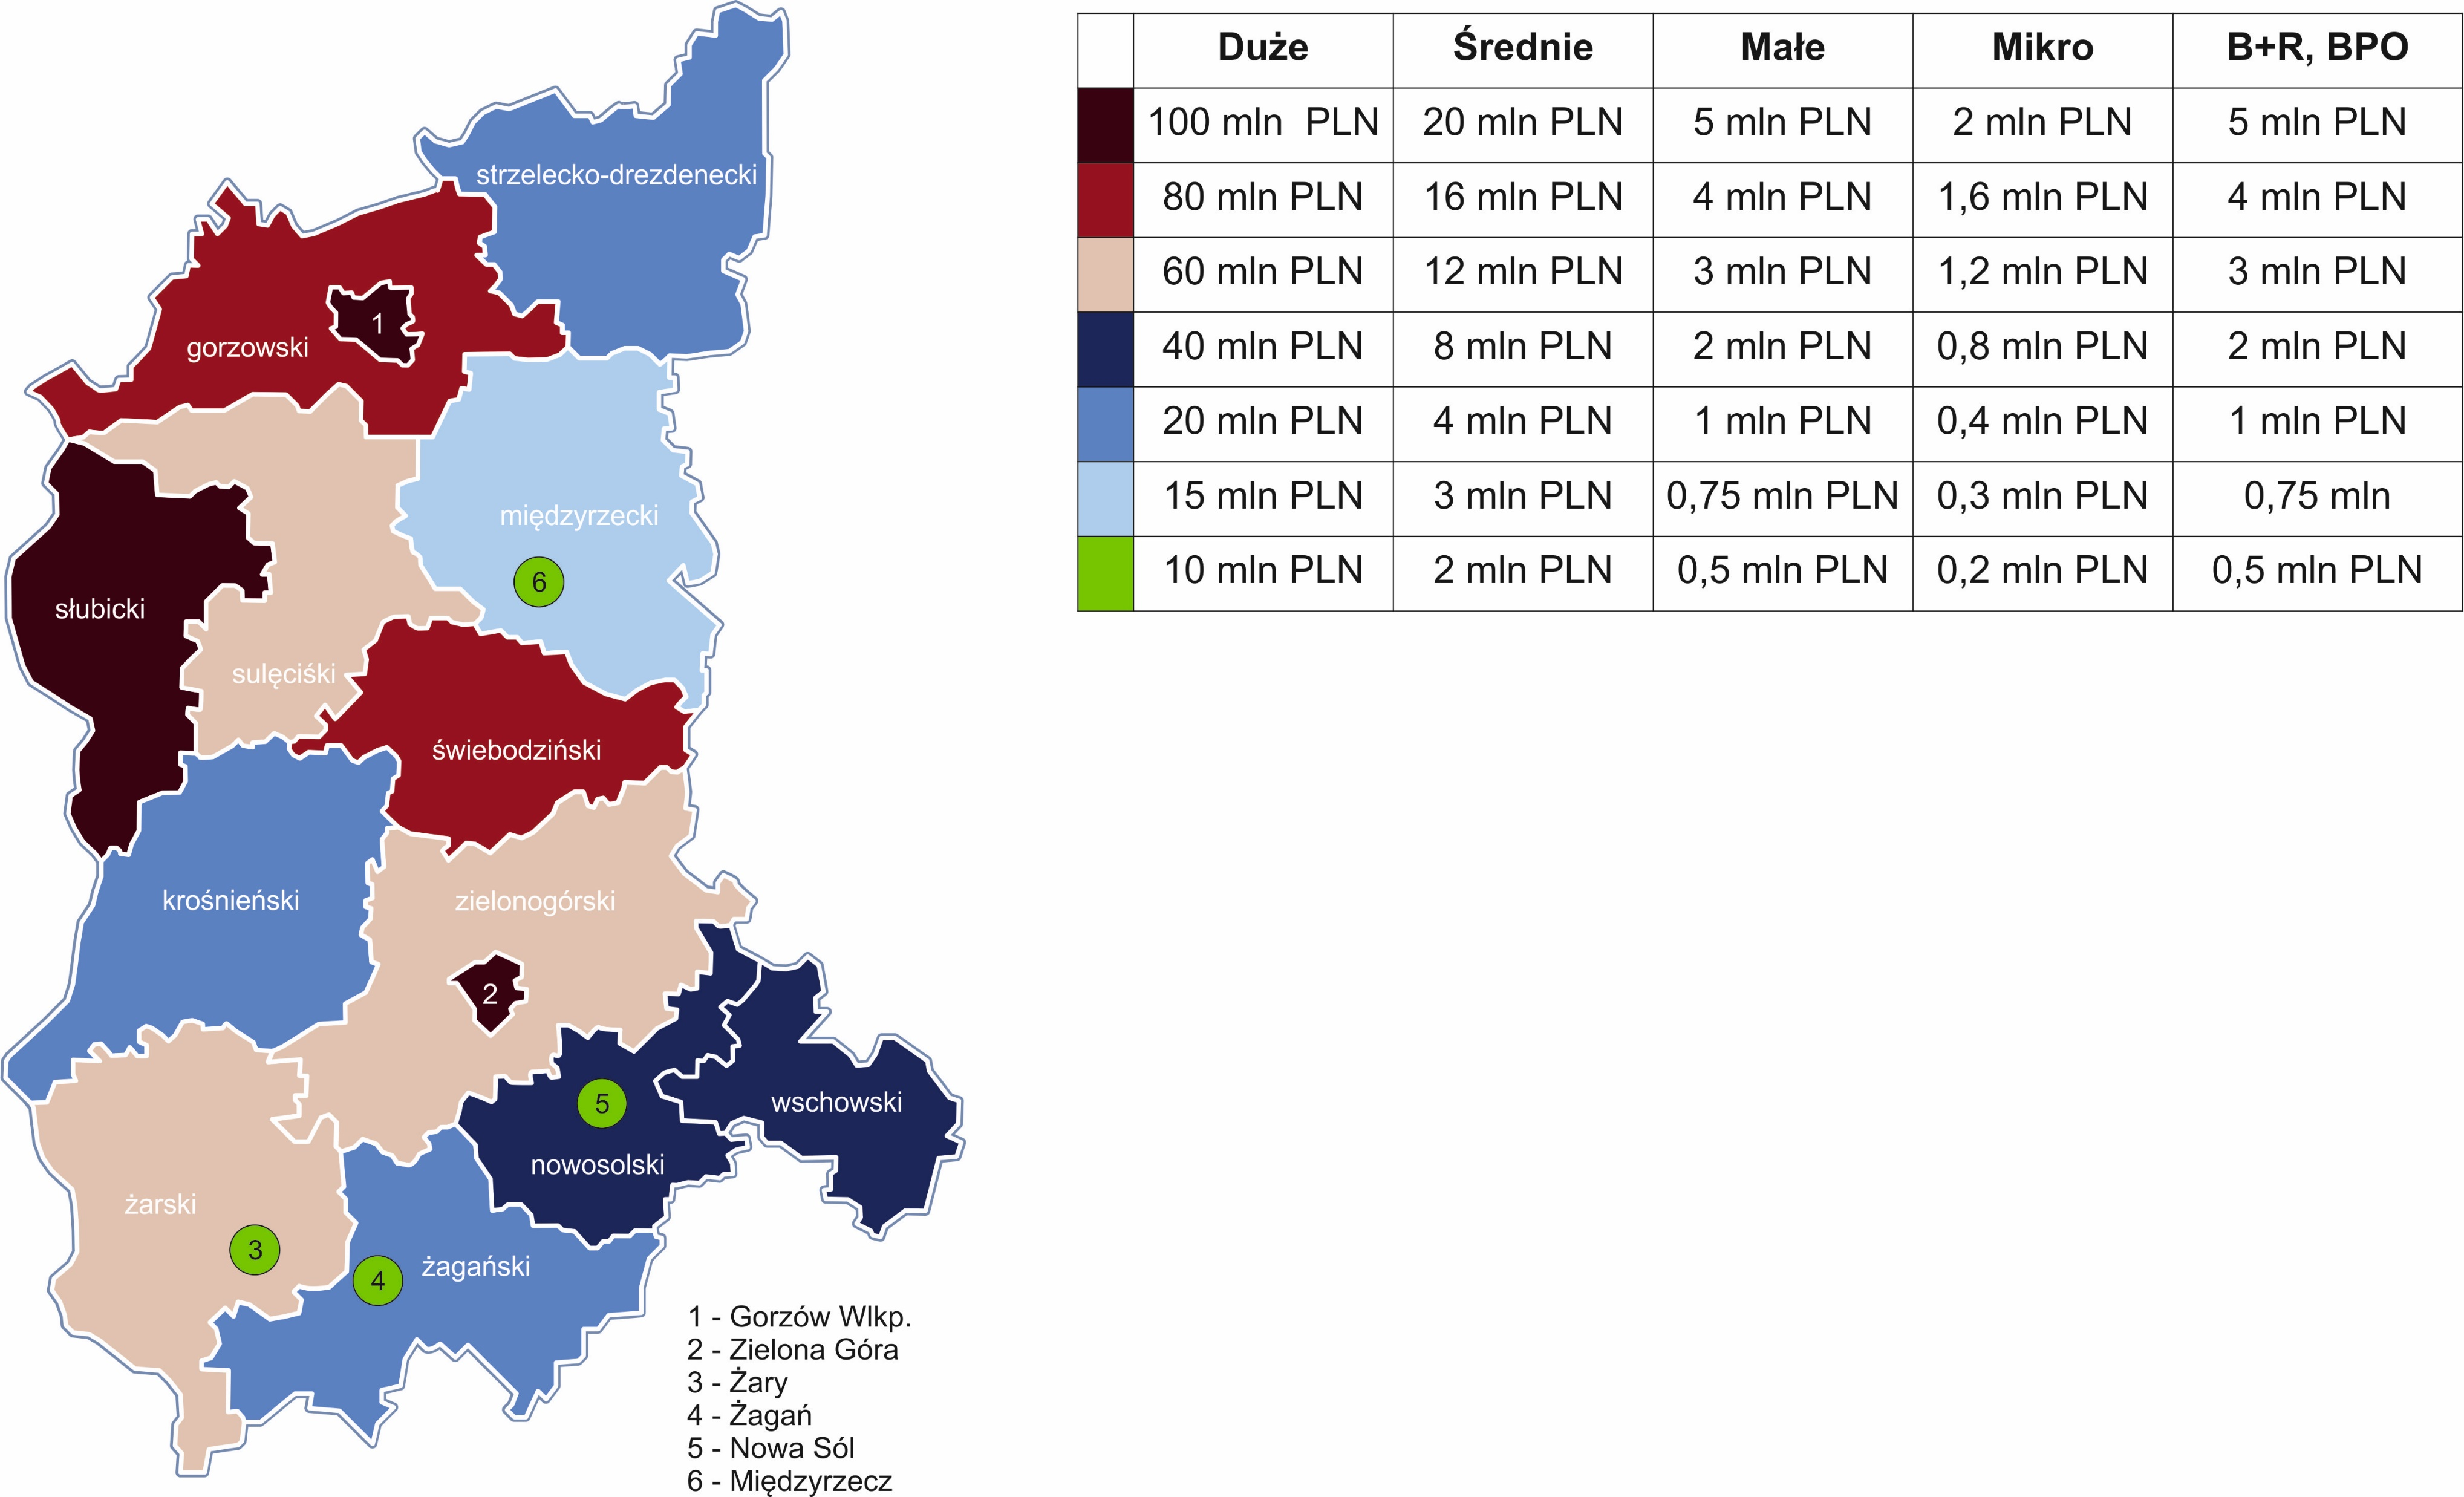 strzelecko-drezdenecki
1
gorzowski
międzyrzecki
6
słubicki
sulęciśki
świebodziński
krośnieński
zielonogórski
2
5
wschowski
nowosolski
żarski
3
4
żagański
1 - Gorzów Wlkp.
2 - Zielona Góra
3 - Żary
4 - Żagań
5 - Nowa Sól
6 - Międzyrzecz
Duże Średnie Małe Mikro B+R, BPO
100 mln PLN 20 mln PLN 5 mln PLN 2 mln PLN 5 mln PLN
80 mln PLN 16 mln PLN 4 mln PLN 1,6 mln PLN 4 mln PLN
60 mln PLN 12 mln PLN 3 mln PLN 1,2 mln PLN 3 mln PLN
40 mln PLN 8 mln PLN 2 mln PLN 0,8 mln PLN 2 mln PLN
20 mln PLN 4 mln PLN 1 mln PLN 0,4 mln PLN 1 mln PLN
15 mln PLN 3 mln PLN 0,75 mln PLN 0,3 mln PLN 0,75 mln
10 mln PLN 2 mln PLN 0,5 mln PLN 0,2 mln PLN 0,5 mln PLN